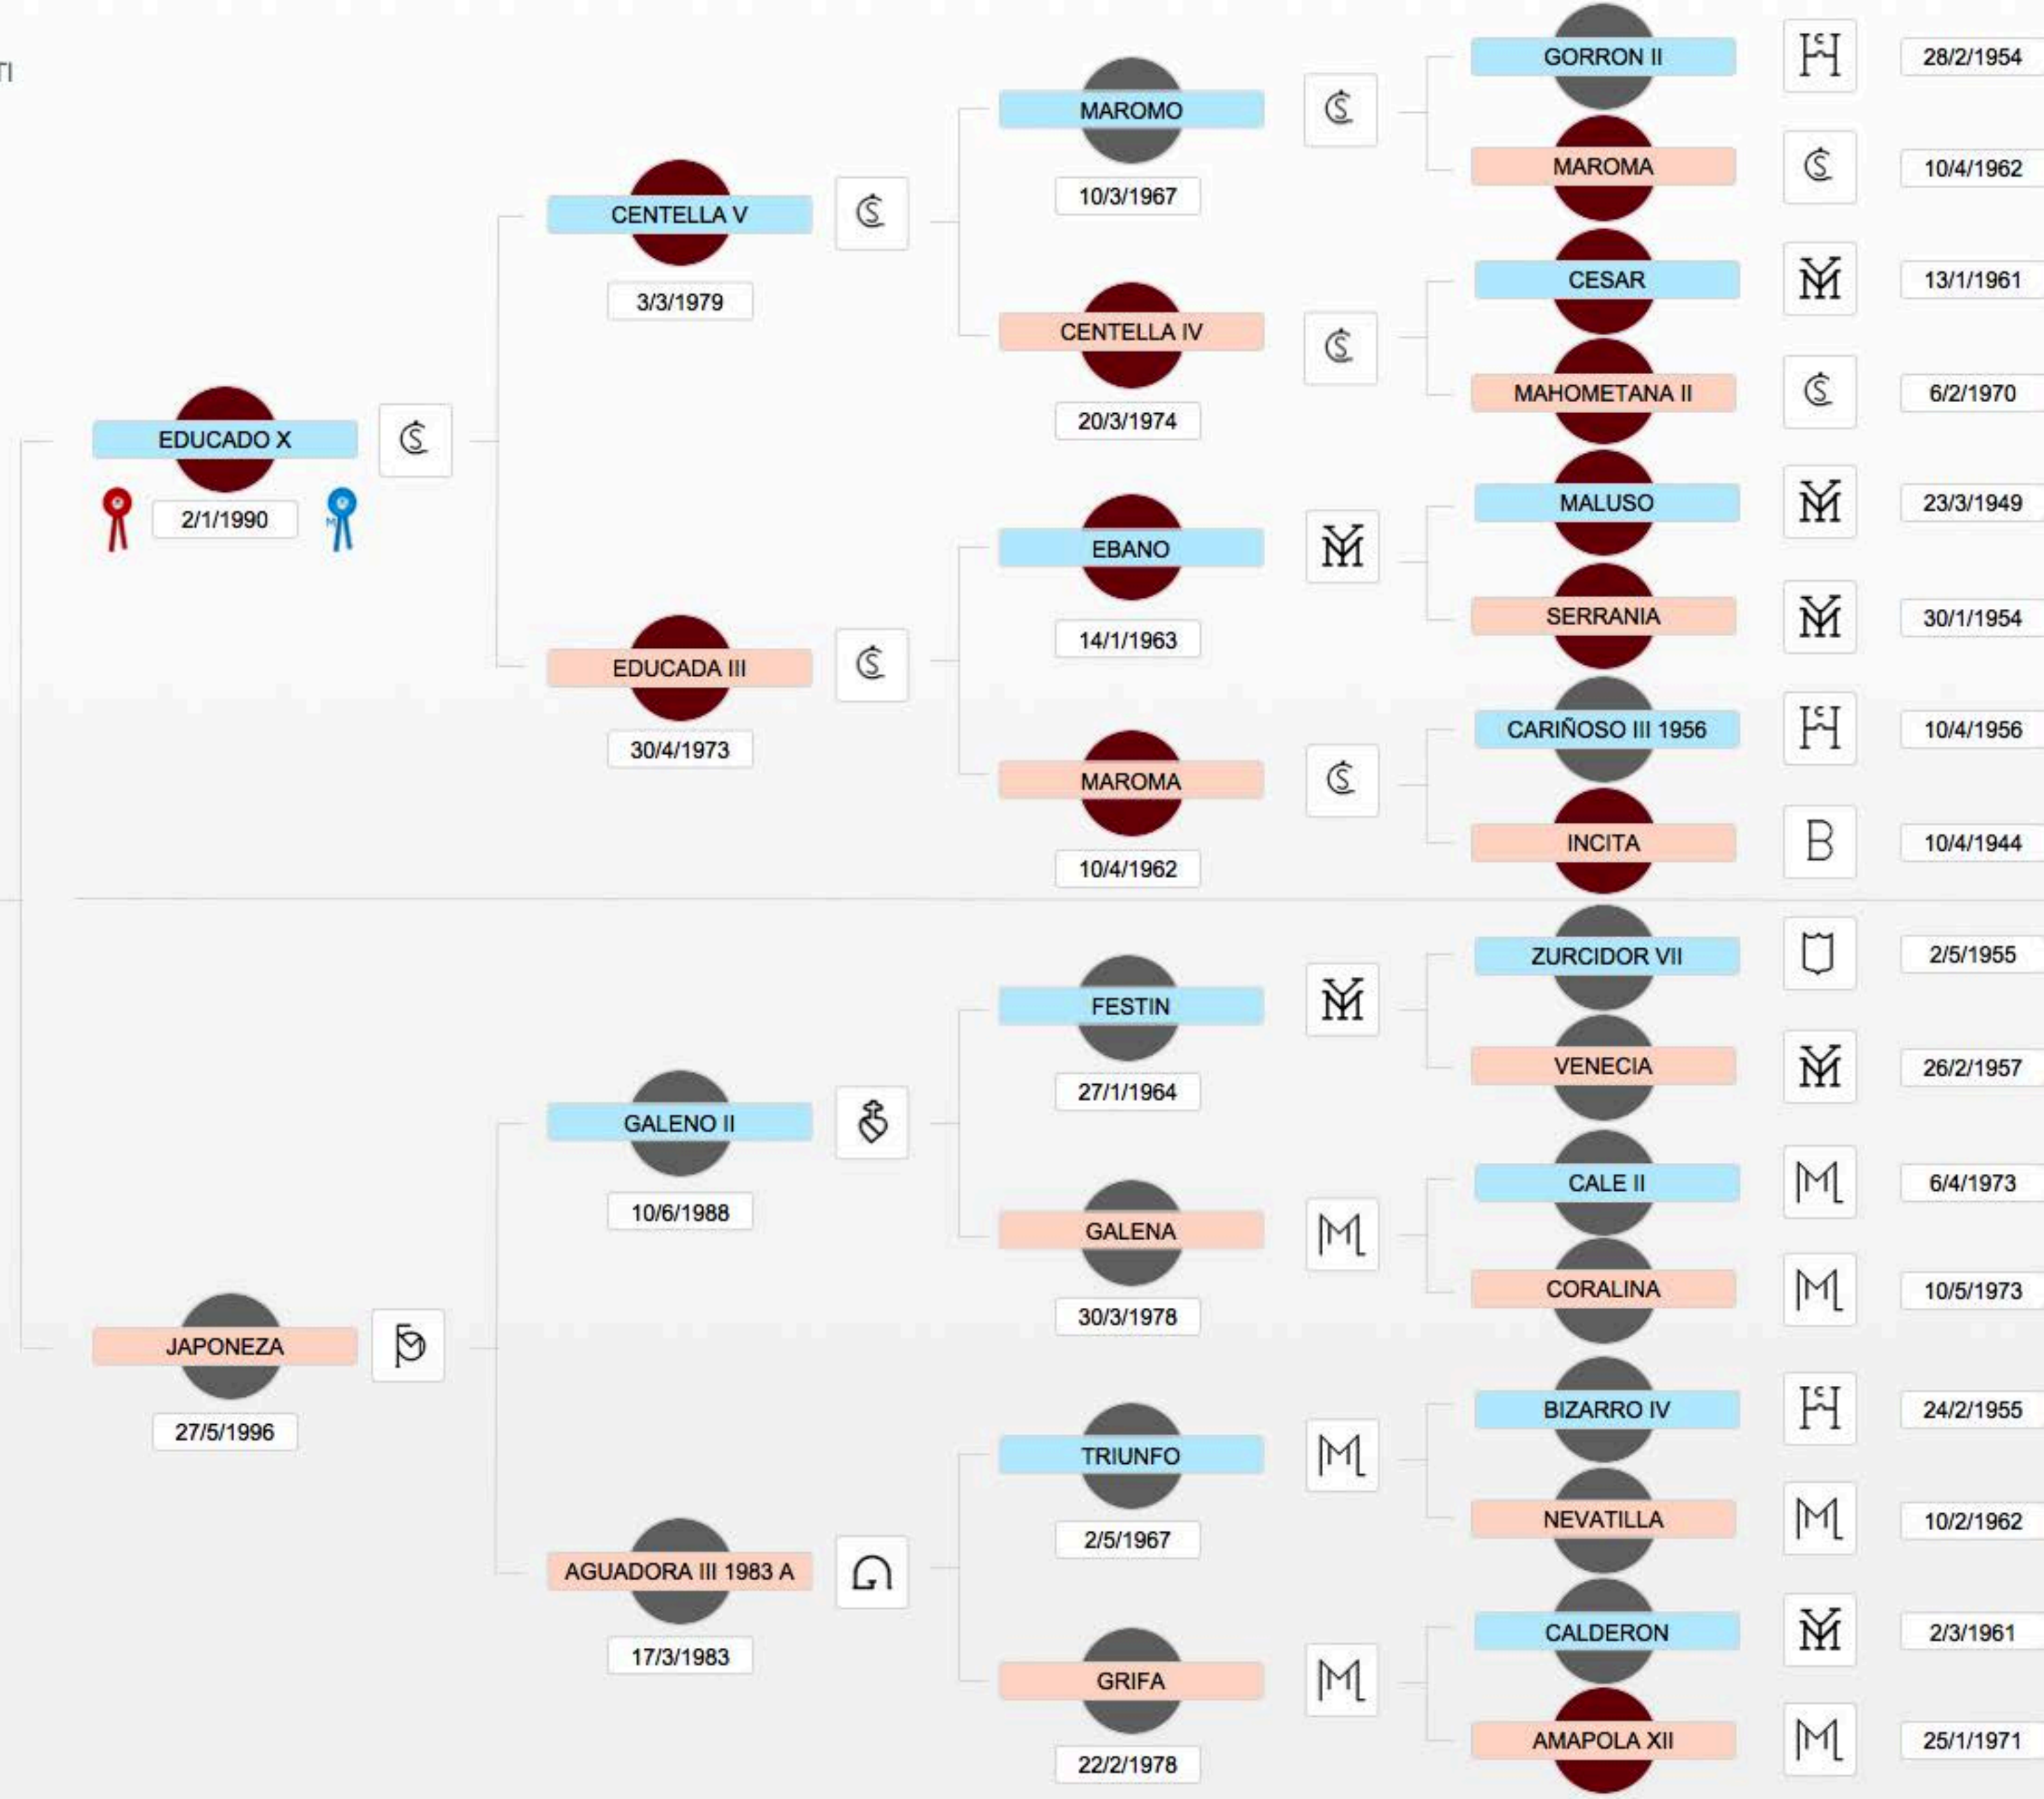 TI
EDUCADO X
2/1/1990
JAPONEZA
27/5/1996
CENTELLA V
3/3/1979
EDUCADA III
30/4/1973
GALENO II
10/6/1988
AGUADORA III 1983 A
17/3/1983
MAROMO
10/3/1967
CENTELLA IV
20/3/1974
EBANO
14/1/1963
MAROMA
10/4/1962
FESTIN
27/1/1964
GALENA
30/3/1978
TRIUNFO
2/5/1967
GRIFA
22/2/1978
GORRON II 28/2/1954
MAROMA 10/4/1962
CESAR 13/1/1961
MAHOMETANA II 6/2/1970
MALUSO 23/3/1949
SERRANIA 30/1/1954
CARIÑOSO III 1956 10/4/1956
INCITA B 10/4/1944
ZURCIDOR VII 2/5/1955
VENECIA 26/2/1957
CALE II 6/4/1973
CORALINA 10/5/1973
BIZARRO IV 24/2/1955
NEVATILLA 10/2/1962
CALDERON 2/3/1961
AMAPOLA XII 25/1/1971